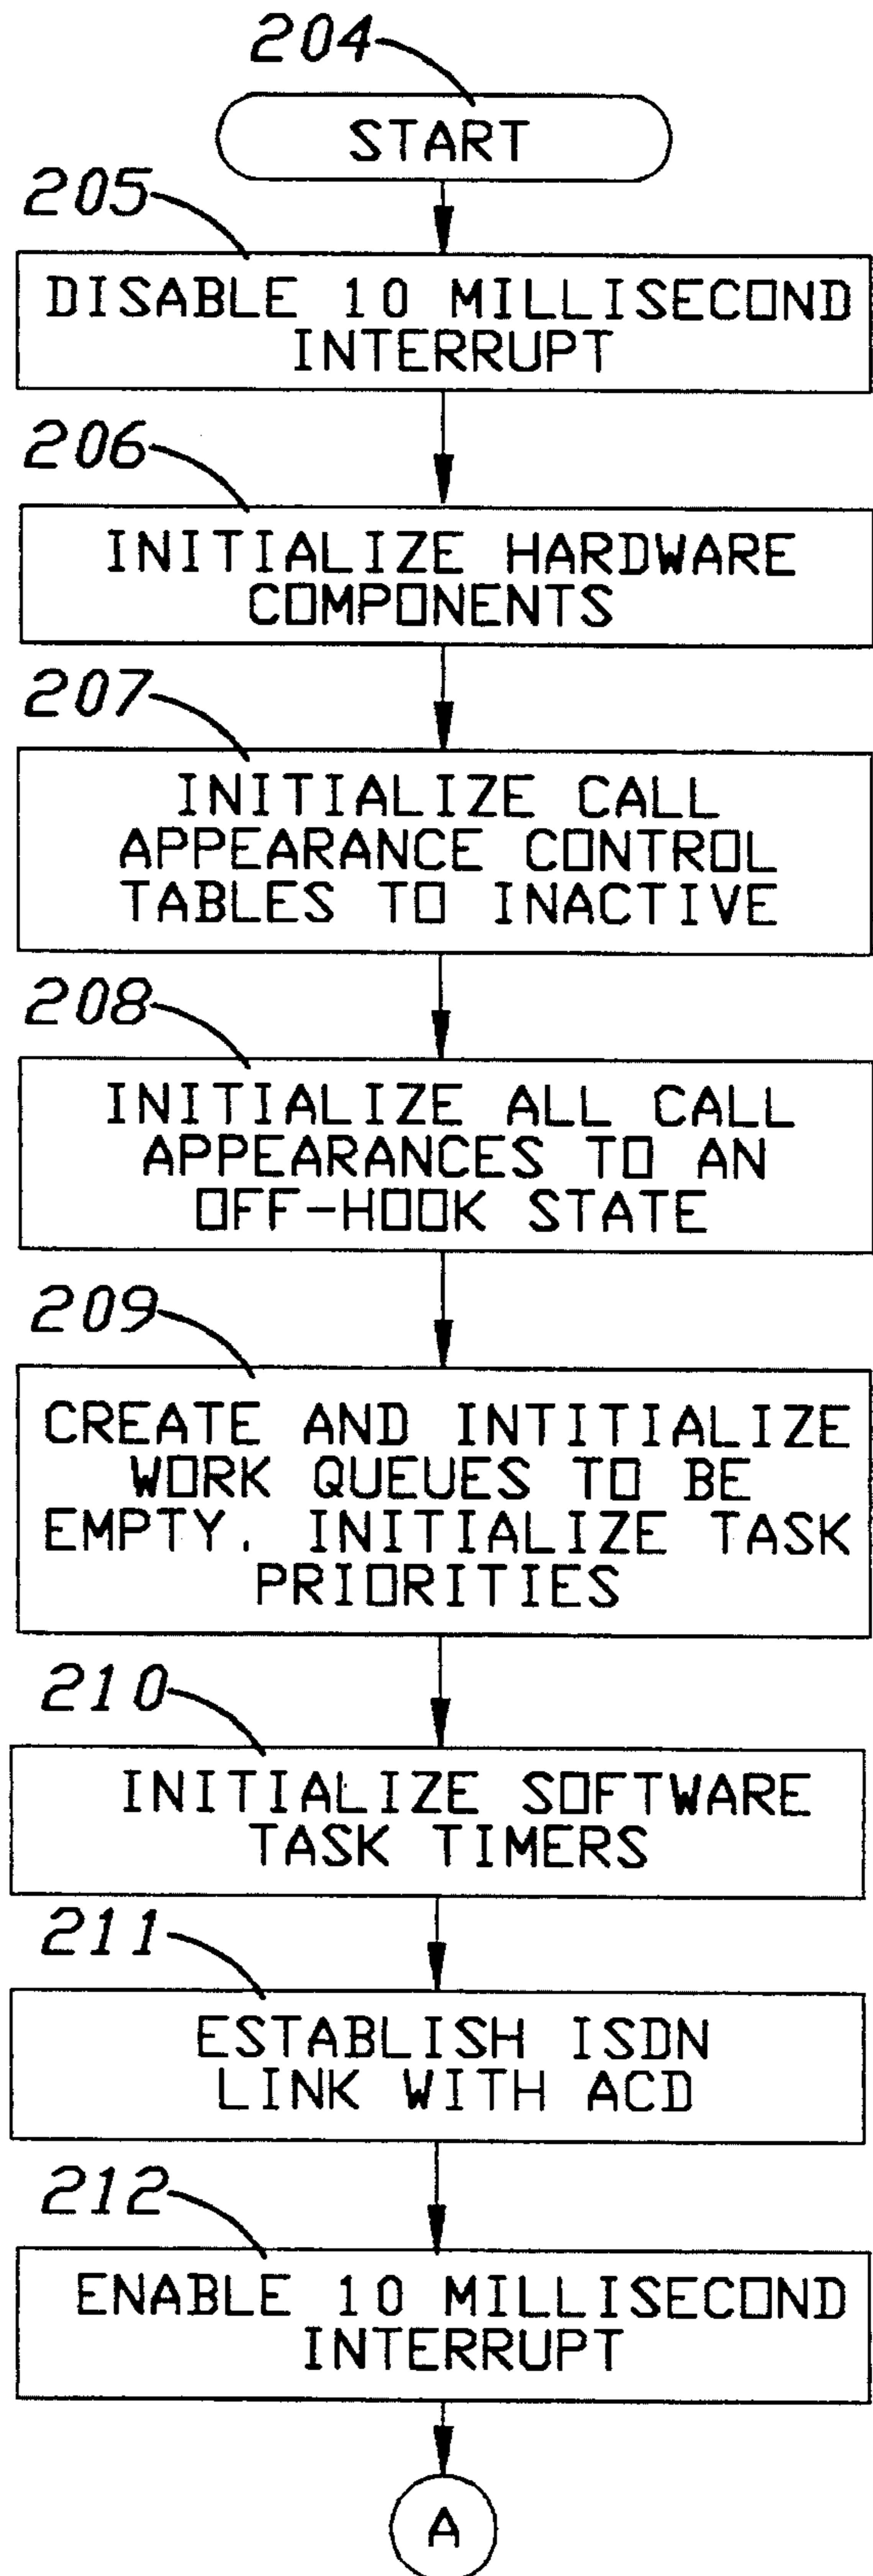 204
START
205
DISABLE 10 MILLISECOND
INTERRUPT
206
INITIALIZE HARDWARE
COMPONENTS
207
INITIALIZE CALL
APPEARANCE CONTROL
TABLES TO INACTIVE
208
INITIALIZE ALL CALL
APPEARANCES TO AN
OFF-HOOK STATE
209
CREATE AND INTITIALIZE
WORK QUEUES TO BE
EMPTY. INITIALIZE TASK
PRIORITIES
210
INITIALIZE SOFTWARE
TASK TIMERS
211
ESTABLISH ISDN
LINK WITH ACD
212
ENABLE 10 MILLISECOND
INTERRUPT
A